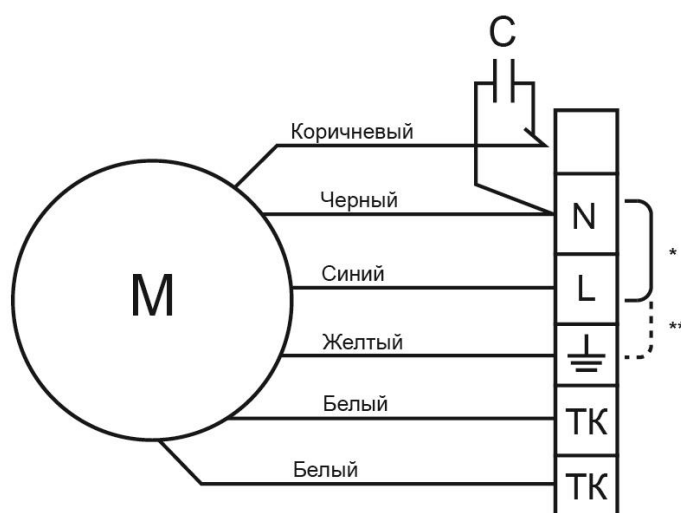 C
Коричневый
Черный
N
*
M
Синий
L
**
Желтый
Белый
ТК
Белый
ТК